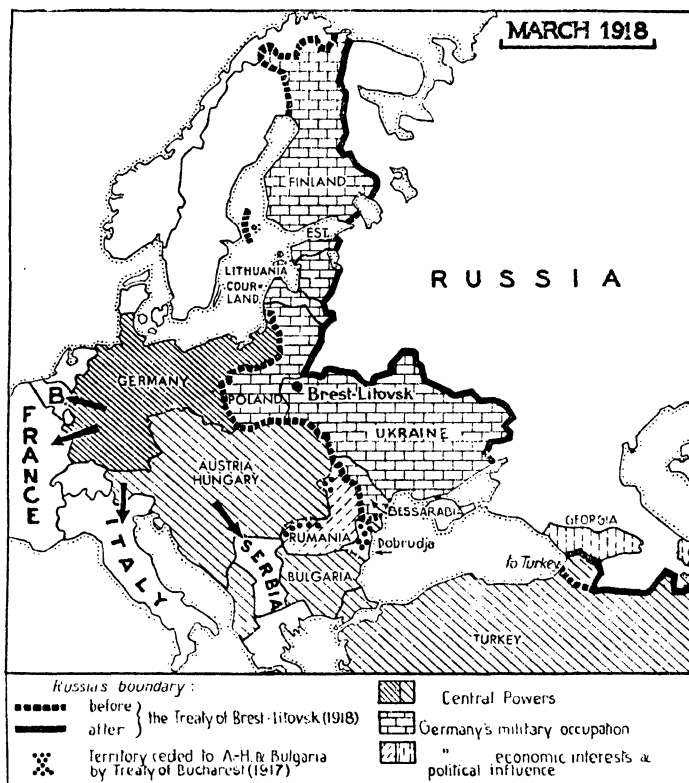 MARCH 1918
FINLAND
EST.
LITHUANIA
COUR-
LAND.
RUSSIA
GERMANY
B
FRANCE
POLAND
Brest-Litovsk
UKRAINE
AUSTRIA
HUNGARY
ITALY
SERBIA
RUMANIA
BESSARABIA
Dobrudja
BULGARIA
GEORGIA
to Turkey
TURKEY
Russia's boundary :
before
after } the Treaty of Brest-Litovsk (1918)
Territory ceded to A-H. & Bulgaria
by Treaty of Bucharest (1917)
Central Powers
Germany's military occupation
" economic interests &
political influence